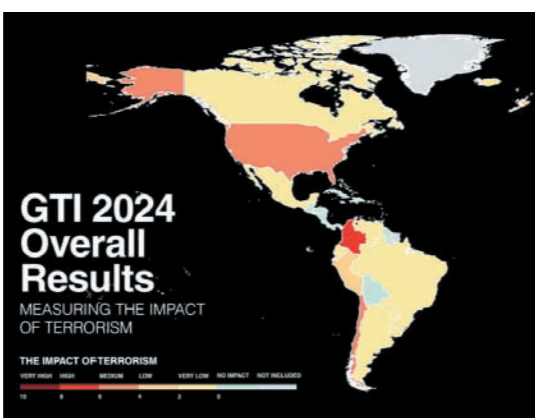 GTI 2024
Overall
Results
MEASURING THE IMPACT
OF TERRORISM
THE IMPACT OF TERRORISM
VERY HIGH HIGH MEDIUM LOW VERY LOW NO IMPACT NOT INCLUDED
10 8 6 4 2 0